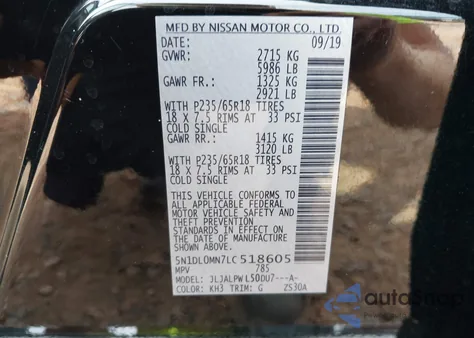 MFD BY NISSAN MOTOR CO., LTD.
DATE: 09/19
GVWR: 2715 KG
5986 LB
GAWR FR.: 1325 KG
2921 LB
WITH P235/65R18 TIRES
18 X 7.5 RIMS AT 33 PSI
COLD SINGLE
GAWR RR.: 1415 KG
3120 LB
WITH P235/65R18 TIRES
18 X 7.5 RIMS AT 33 PSI
COLD SINGLE
THIS VEHICLE CONFORMS TO
ALL APPLICABLE FEDERAL
MOTOR VEHICLE SAFETY AND
THEFT PREVENTION
STANDARDS IN EFFECT ON
THE DATE OF MANUFACTURE
SHOWN ABOVE.
5N1DL0MN7LC518605
MPV 785
MODEL: JLJALPWL50DU7---A-
COLOR: KH3 TRIM: G ZS30A
AutoSnap